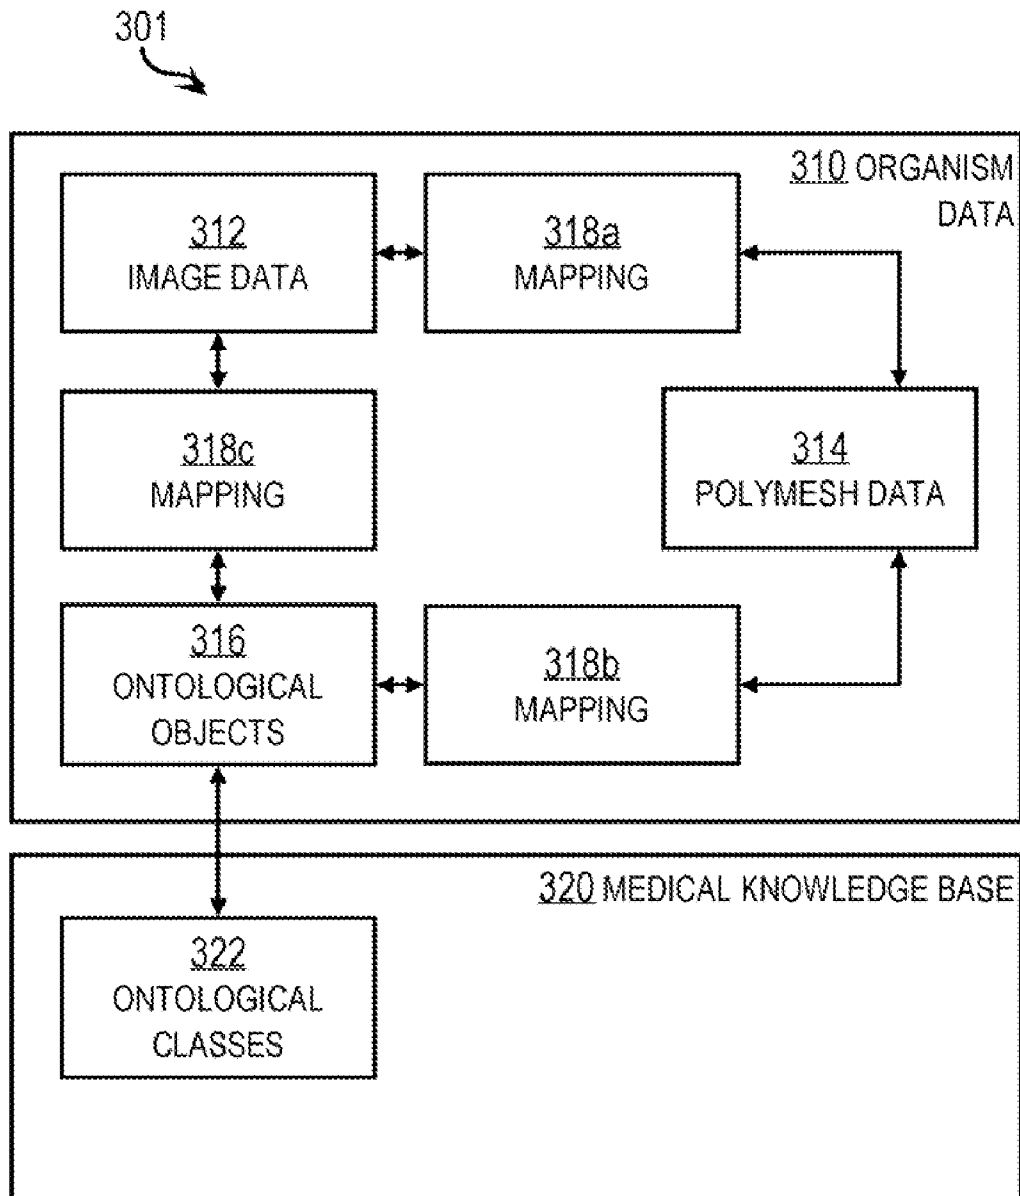 301
310 ORGANISM
DATA
312
IMAGE DATA
318a
MAPPING
318c
MAPPING
314
POLYMESH DATA
316
ONTOLOGICAL
OBJECTS
318b
MAPPING
320 MEDICAL KNOWLEDGE BASE
322
ONTOLOGICAL
CLASSES